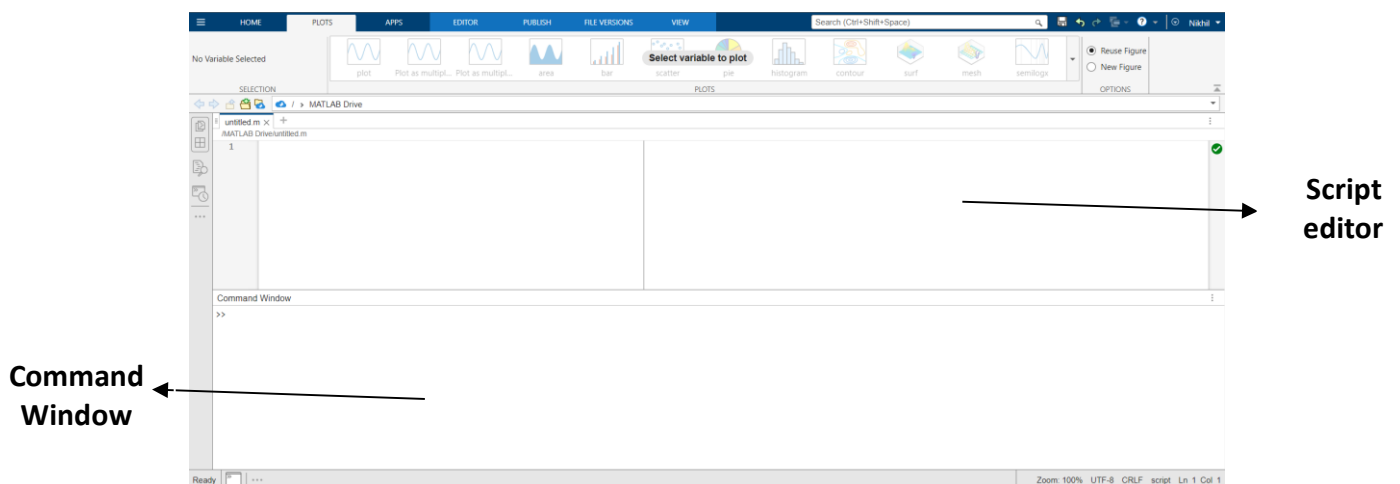 HOME PLOTS APPS EDITOR PUBLISH FILE VERSIONS VIEW Search (Ctrl+Shift+Space) Nikhil
No Variable Selected
Select variable to plot
plot Plot as multipl... Plot as multipl... area bar scatter pie histogram contour surf mesh semilogx
Reuse Figure
New Figure
SELECTION PLOTS OPTIONS
/ › MATLAB Drive
untitled.m × +
/MATLAB Drive/untitled.m
1
Script
editor
Command Window
>>
Command
Window
Ready Zoom: 100% UTF-8 CRLF script Ln 1 Col 1